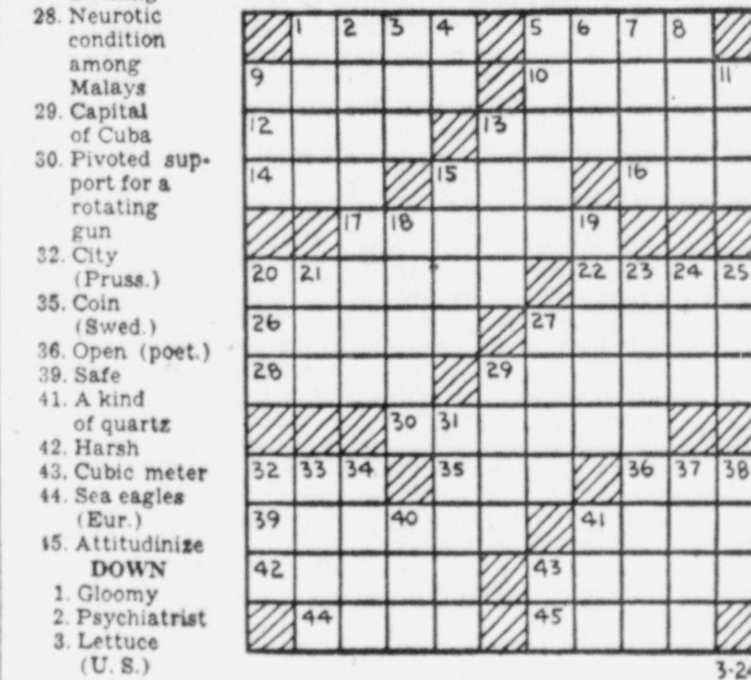 28. Neurotic
condition
among
Malays
29. Capital
of Cuba
30. Pivoted sup-
port for a
rotating
gun
32. City
(Pruss.)
35. Coin
(Swed.)
36. Open (poet.)
39. Safe
41. A kind
of quartz
42. Harsh
43. Cubic meter
44. Sea eagles
(Eur.)
45. Attitudinize
DOWN
1. Gloomy
2. Psychiatrist
3. Lettuce
(U. S.)
1 2 3 4 5 6 7 8
9 10 11
12 13
14 15 16
17 18 19
20 21 22 23 24 25
26 27
28 29
30 31
32 33 34 35 36 37 38
39 40 41
42 43
44 45
3-24